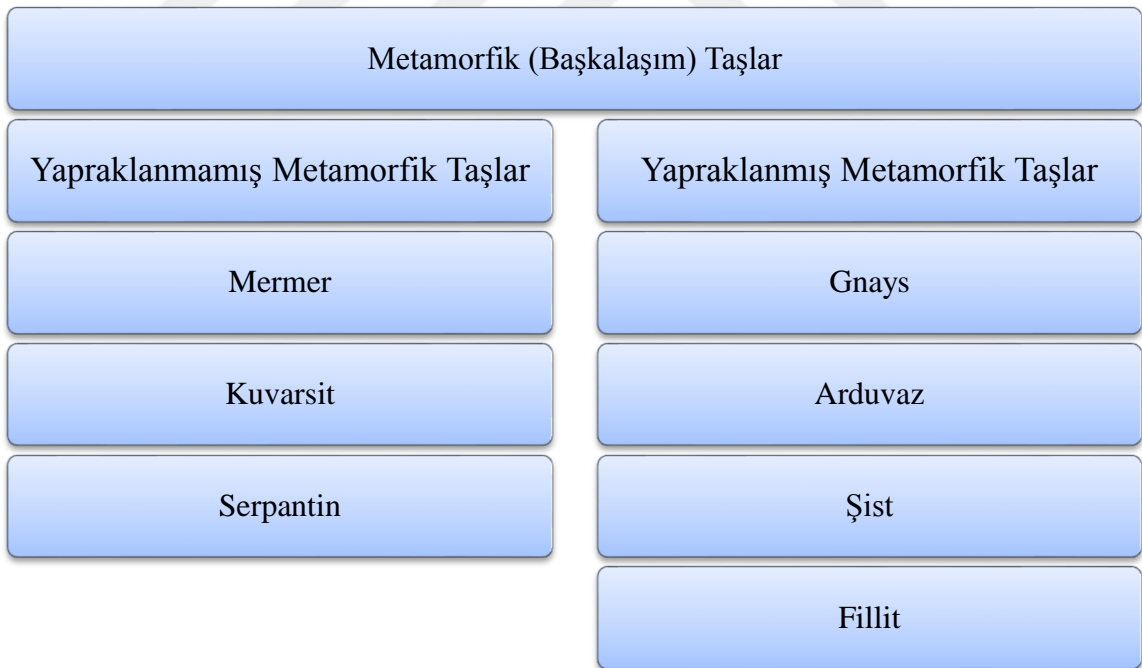 Metamorfik (Başkalaşım) Taşlar
Yapraklanmamış Metamorfik Taşlar
Mermer
Kuvarsit
Serpantin
Yapraklanmış Metamorfik Taşlar
Gnays
Arduvaz
Şist
Fillit